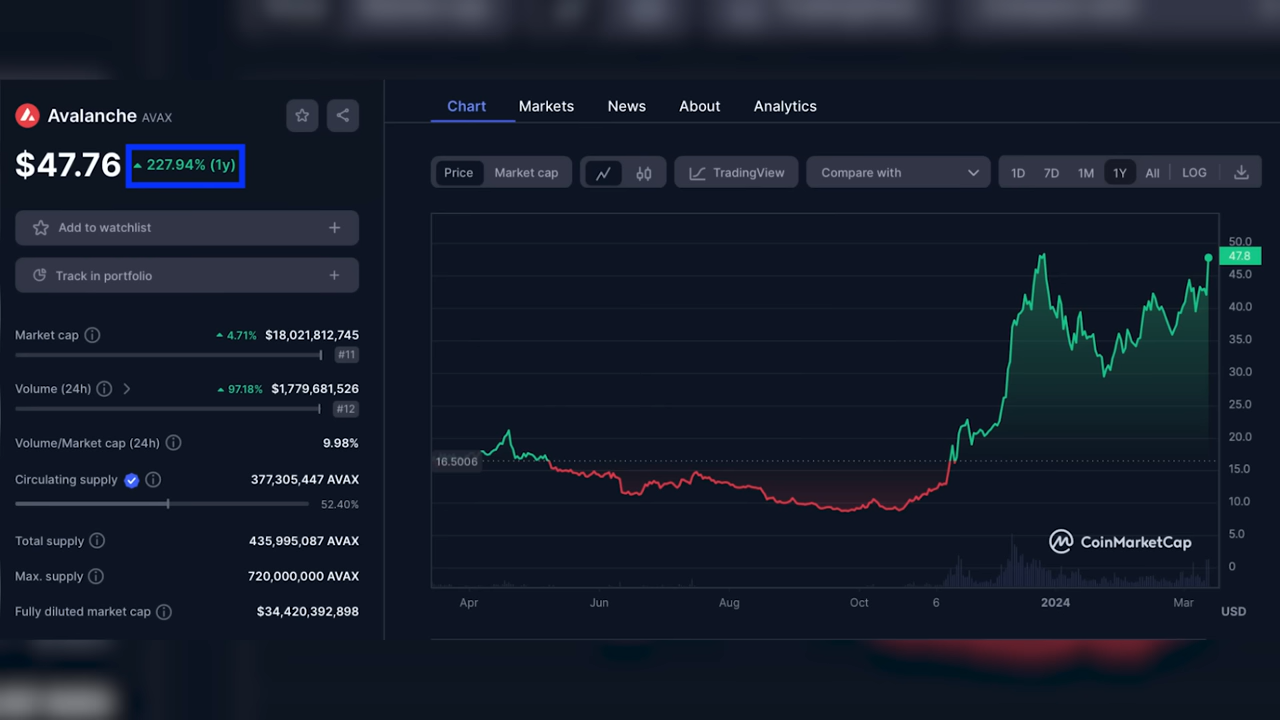 Avalanche AVAX
$47.76 227.94% (1y)
Add to watchlist
Track in portfolio
Market cap 4.71% $18,021,812,745
#11
Volume (24h) 97.18% $1,779,681,526
#12
Volume/Market cap (24h) 9.98%
Circulating supply 377,305,447 AVAX
52.40%
Total supply 435,995,087 AVAX
Max. supply 720,000,000 AVAX
Fully diluted market cap $34,420,392,898
Chart Markets News About Analytics
Price Market cap TradingView Compare with 1D 7D 1M 1Y All LOG
50.0
47.8
45.0
40.0
35.0
30.0
25.0
20.0
16.5006
15.0
10.0
5.0
CoinMarketCap
0
Apr Jun Aug Oct 6 2024 Mar
USD